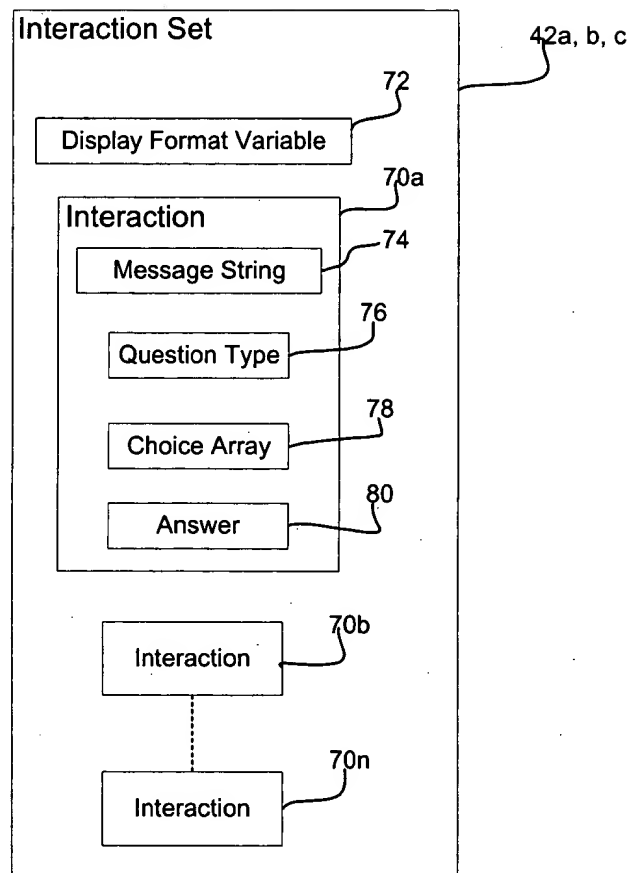 Interaction Set
42a, b, c
72
Display Format Variable
70a
Interaction
74
Message String
76
Question Type
78
Choice Array
80
Answer
70b
Interaction
70n
Interaction